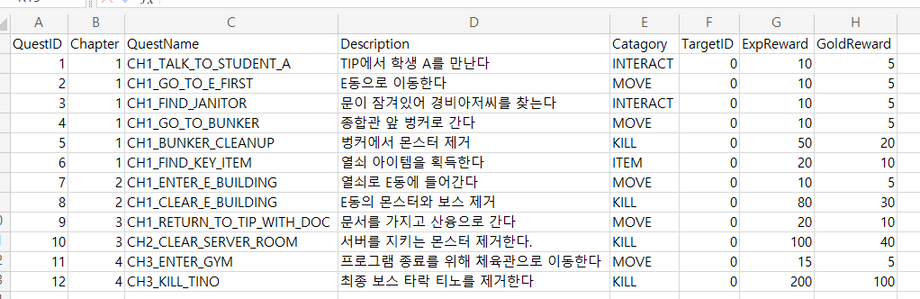 A B C D E F G H
QuestID Chapter QuestName Description Catagory TargetID ExpReward GoldReward
1 1 CH1_TALK_TO_STUDENT_A TIP에서 학생 A를 만난다 INTERACT 0 10 5
2 1 CH1_GO_TO_E_FIRST E동으로 이동한다 MOVE 0 10 5
3 1 CH1_FIND_JANITOR 문이 잠겨있어 경비아저씨를 찾는다 INTERACT 0 10 5
4 1 CH1_GO_TO_BUNKER 종합관 앞 벙커로 간다 MOVE 0 10 5
5 1 CH1_BUNKER_CLEANUP 벙커에서 몬스터 제거 KILL 0 50 20
6 1 CH1_FIND_KEY_ITEM 열쇠 아이템을 획득한다 ITEM 0 20 10
7 2 CH1_ENTER_E_BUILDING 열쇠로 E동에 들어간다 MOVE 0 10 5
8 2 CH1_CLEAR_E_BUILDING E동의 몬스터와 보스 제거 KILL 0 80 30
9 3 CH1_RETURN_TO_TIP_WITH_DOC 문서를 가지고 산융으로 간다 MOVE 0 20 10
10 3 CH2_CLEAR_SERVER_ROOM 서버를 지키는 몬스터 제거한다. KILL 0 100 40
11 4 CH3_ENTER_GYM 프로그램 종료를 위해 체육관으로 이동한다 MOVE 0 15 5
12 4 CH3_KILL_TINO 최종 보스 타락 티노를 제거한다 KILL 0 200 100